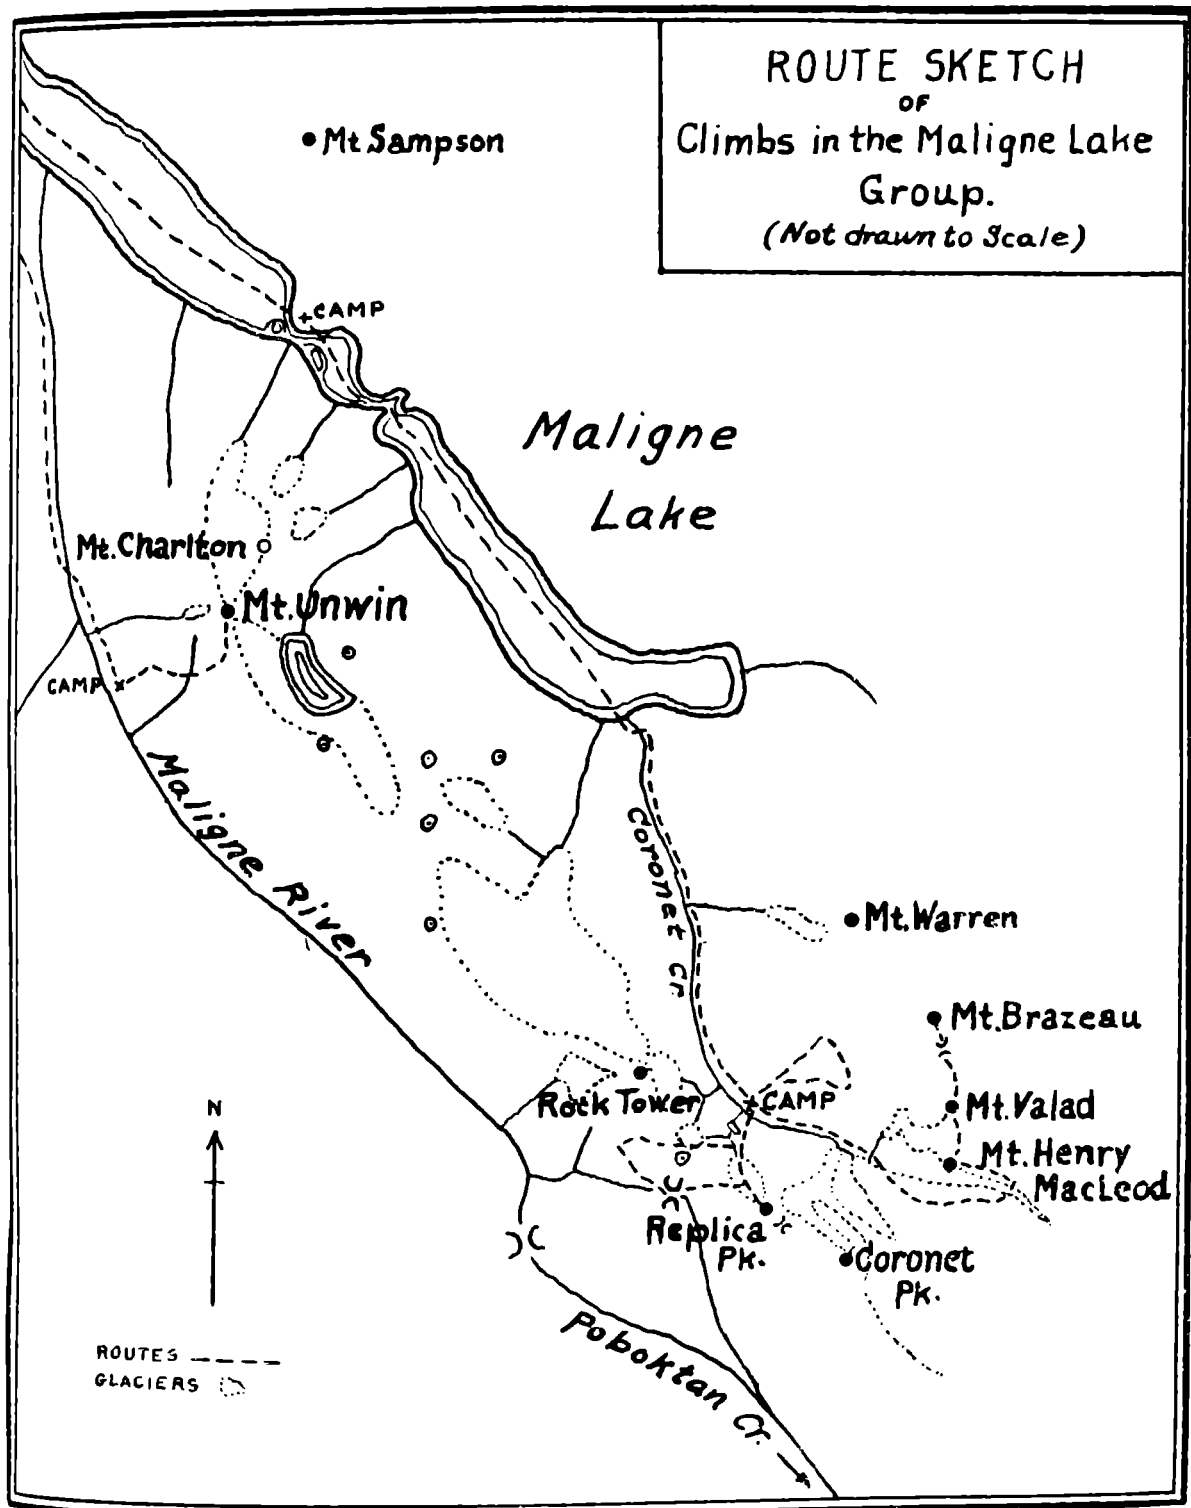 ROUTE SKETCH
OF
Climbs in the Maligne Lake
Group.
(Not drawn to Scale)
Mt. Sampson
CAMP
Maligne
Lake
Mt. Charlton
Mt. Unwin
CAMP
Maligne River
Coronet Cr.
Mt. Warren
Mt. Brazeau
Rock Tower
CAMP
Mt. Valad
Mt. Henry
MacLeod
N
Replica
Pk.
Coronet
Pk.
Poboktan Cr.
ROUTES
GLACIERS